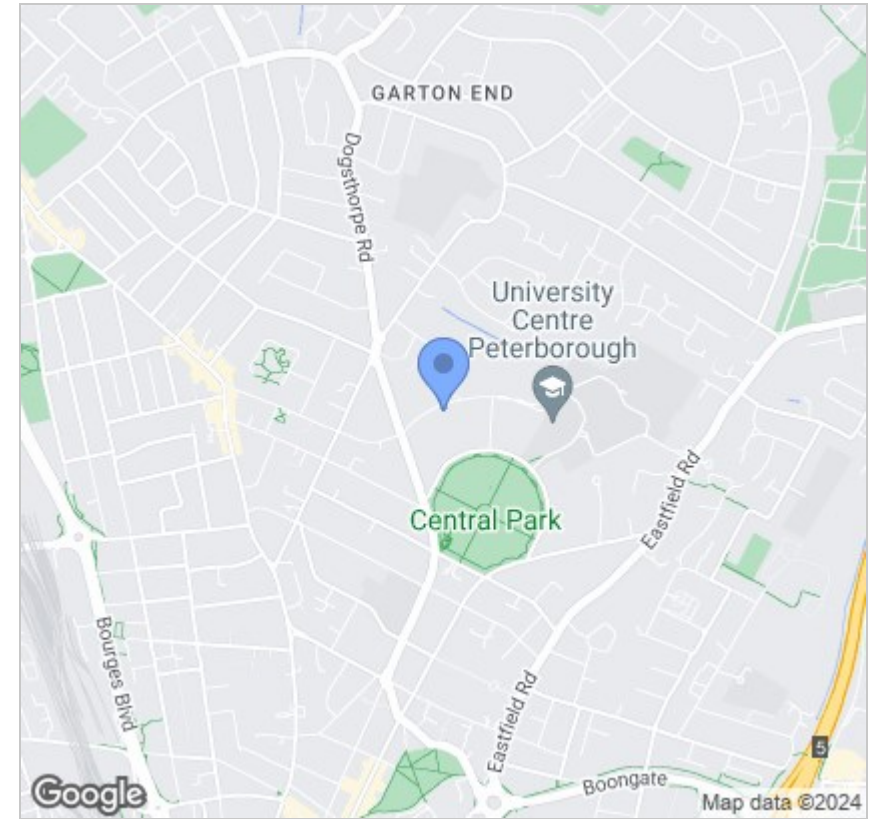 GARTON END
Dogsthorpe Rd
University
Centre
Peterborough
Eastfield Rd
Central Park
Bourges Blvd
Eastfield Rd
5
Boongate
Google
Map data ©2024